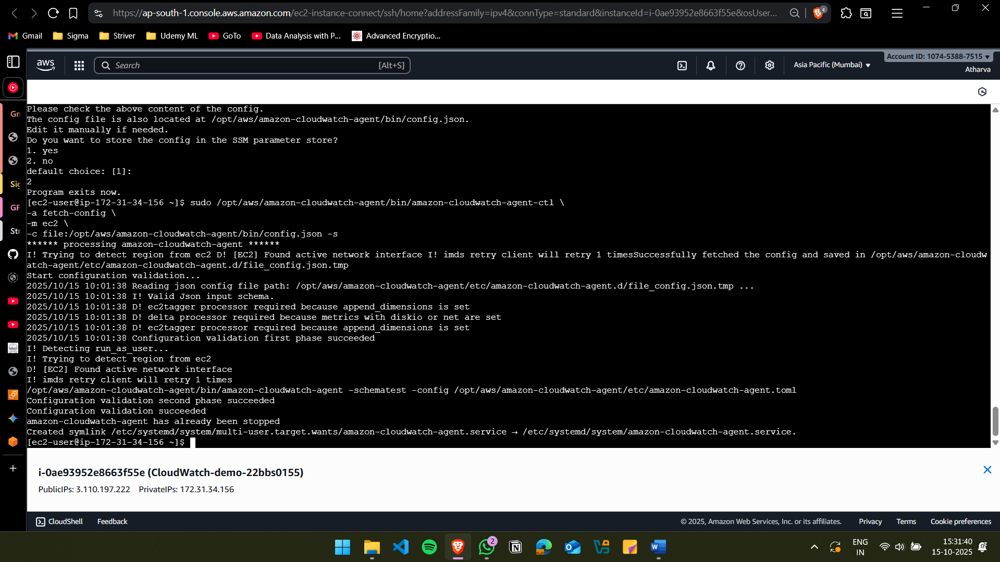 https://ap-south-1.console.aws.amazon.com/ec2-instance-connect/ssh/home?addressFamily=ipv4&connType=standard&instanceId=i-0ae93952e8663f55e&osUser...
4
Gmail Sigma Striver Udemy ML GoTo Data Analysis with P... Advanced Encryptio...
aws Search [Alt+S] Asia Pacific (Mumbai) Account ID: 1074-5388-7515
Atharva
Gm
Sig
GF
Str
Please check the above content of the config.
The config file is also located at /opt/aws/amazon-cloudwatch-agent/bin/config.json.
Edit it manually if needed.
Do you want to store the config in the SSM parameter store?
1. yes
2. no
default choice: [1]:
2
Program exits now.
[ec2-user@ip-172-31-34-156 ~]$ sudo /opt/aws/amazon-cloudwatch-agent/bin/amazon-cloudwatch-agent-ctl \
-a fetch-config \
-m ec2 \
-c file:/opt/aws/amazon-cloudwatch-agent/bin/config.json -s
****** processing amazon-cloudwatch-agent ******
I! Trying to detect region from ec2 D! [EC2] Found active network interface I! imds retry client will retry 1 timesSuccessfully fetched the config and saved in /opt/aws/amazon-cloudw
atch-agent/etc/amazon-cloudwatch-agent.d/file_config.json.tmp
Start configuration validation...
2025/10/15 10:01:38 Reading json config file path: /opt/aws/amazon-cloudwatch-agent/etc/amazon-cloudwatch-agent.d/file_config.json.tmp ...
2025/10/15 10:01:38 I! Valid Json input schema.
2025/10/15 10:01:38 D! ec2tagger processor required because append_dimensions is set
2025/10/15 10:01:38 D! delta processor required because metrics with diskio or net are set
2025/10/15 10:01:38 D! ec2tagger processor required because append_dimensions is set
2025/10/15 10:01:38 Configuration validation first phase succeeded
I! Detecting run_as_user...
I! Trying to detect region from ec2
D! [EC2] Found active network interface
I! imds retry client will retry 1 times
/opt/aws/amazon-cloudwatch-agent/bin/amazon-cloudwatch-agent -schematest -config /opt/aws/amazon-cloudwatch-agent/etc/amazon-cloudwatch-agent.toml
Configuration validation second phase succeeded
Configuration validation succeeded
amazon-cloudwatch-agent has already been stopped
Created symlink /etc/systemd/system/multi-user.target.wants/amazon-cloudwatch-agent.service → /etc/systemd/system/amazon-cloudwatch-agent.service.
[ec2-user@ip-172-31-34-156 ~]$
i-0ae93952e8663f55e (CloudWatch-demo-22bbs0155)
PublicIPs: 3.110.197.222 PrivateIPs: 172.31.34.156
CloudShell Feedback © 2025, Amazon Web Services, Inc. or its affiliates. Privacy Terms Cookie preferences
2
ENG
IN
15:31:40
15-10-2025